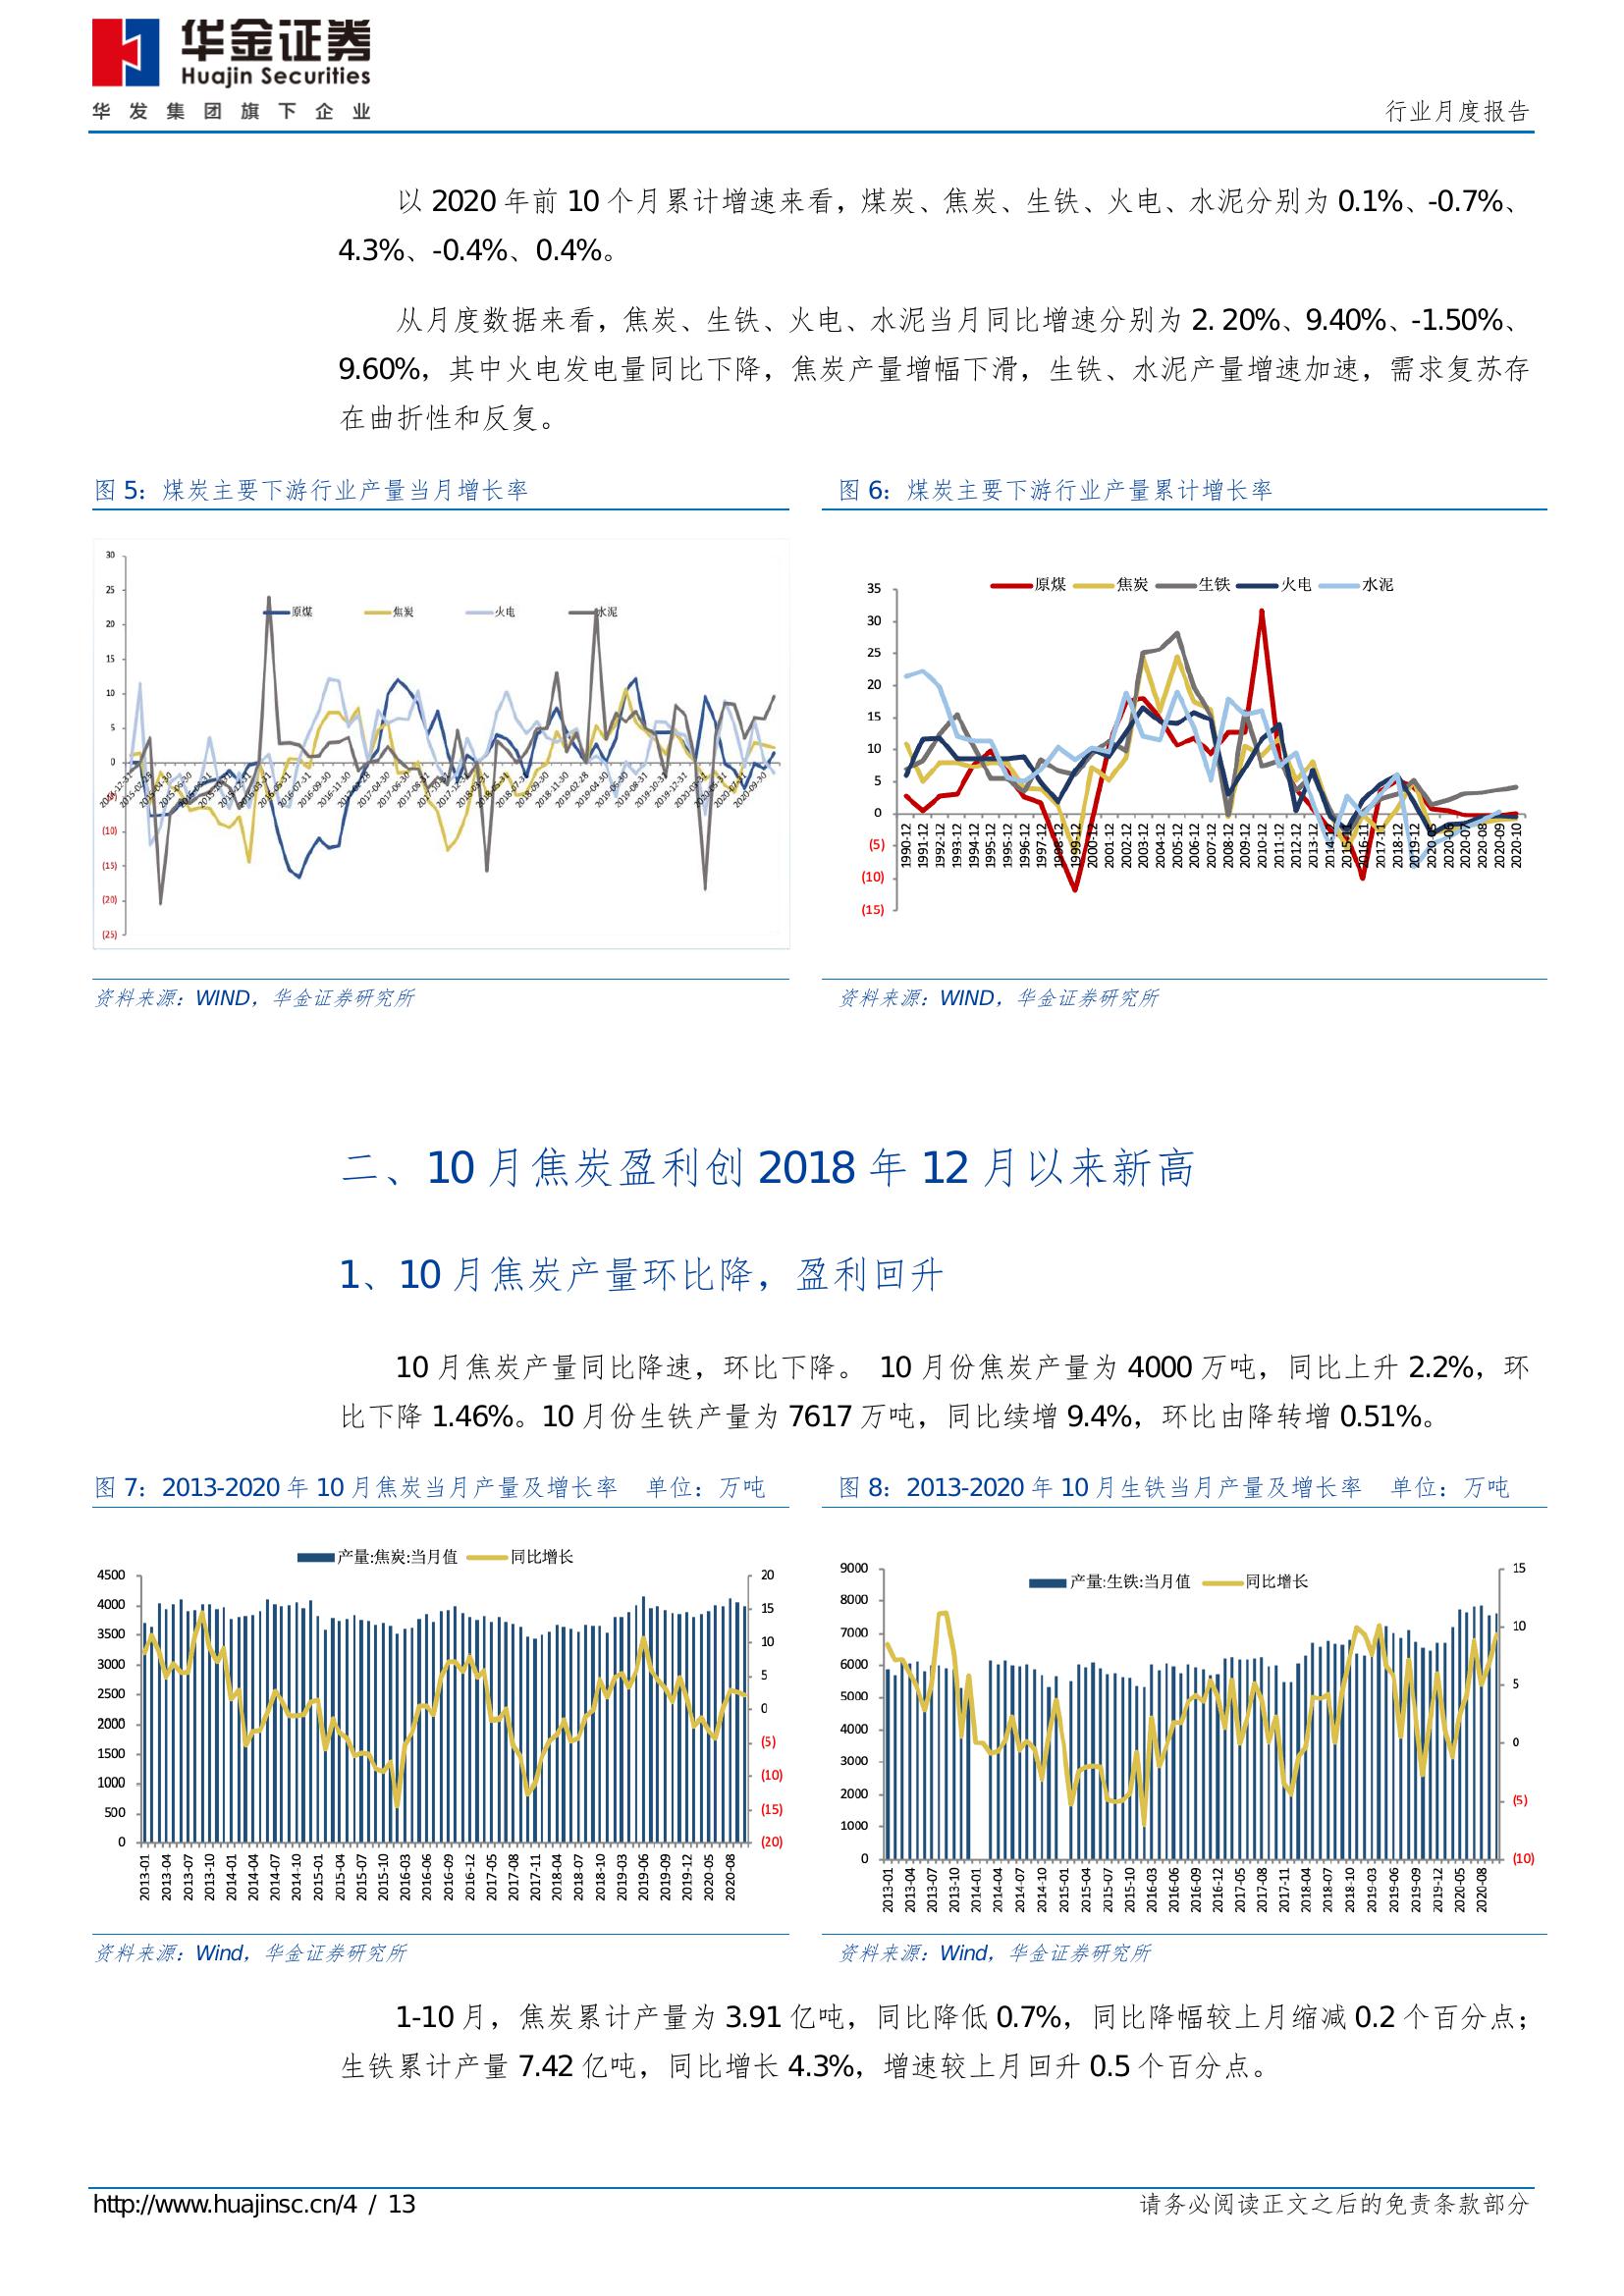 华金证券
Huajin Securities
华发集团旗下企业
行业月度报告
以 2020 年前 10 个月累计增速来看，煤炭、焦炭、生铁、火电、水泥分别为 0.1%、-0.7%、
4.3%、-0.4%、0.4%。
从月度数据来看，焦炭、生铁、火电、水泥当月同比增速分别为 2. 20%、9.40%、-1.50%、
9.60%，其中火电发电量同比下降，焦炭产量增幅下滑，生铁、水泥产量增速加速，需求复苏存
在曲折性和反复。
图 5：煤炭主要下游行业产量当月增长率
图 6：煤炭主要下游行业产量累计增长率
30
25
20
15
10
5
0
(10)
(15)
(20)
(25)
原煤 焦炭 火电 水泥
原煤 焦炭 生铁 火电 水泥
35
30
25
20
15
10
5
0
(5)
(10)
(15)
1990-12 1991-12 1992-12 1993-12 1994-12 1995-12 1995-12 1996-12 1997-12 1998-12 1999-12 2000-12 2001-12 2002-12 2003-12 2004-12 2005-12 2006-12 2007-12 2008-12 2009-12 2010-12 2011-12 2012-12 2013-12 2017-11 2018-12 2019-12 2020-05 2020-06 2020-07 2020-08 2020-09 2020-10
资料来源：WIND，华金证券研究所
资料来源：WIND，华金证券研究所
二、10 月焦炭盈利创 2018 年 12 月以来新高
1、10 月焦炭产量环比降，盈利回升
10 月焦炭产量同比降速，环比下降。 10 月份焦炭产量为 4000 万吨，同比上升 2.2%，环
比下降 1.46%。10 月份生铁产量为 7617 万吨，同比续增 9.4%，环比由降转增 0.51%。
图 7：2013-2020 年 10 月焦炭当月产量及增长率 单位：万吨
图 8：2013-2020 年 10 月生铁当月产量及增长率 单位：万吨
产量:焦炭:当月值 同比增长
4500
4000
3500
3000
2500
2000
1500
1000
500
0
20
15
10
5
0
(5)
(10)
(15)
(20)
2013-01 2013-04 2013-07 2013-10 2014-01 2014-04 2014-07 2014-10 2015-01 2015-04 2015-07 2015-10 2016-03 2016-06 2016-09 2016-12 2017-05 2017-08 2017-11 2018-04 2018-07 2018-10 2019-03 2019-06 2019-09 2019-12 2020-05 2020-08
产量:生铁:当月值 同比增长
9000
8000
7000
6000
5000
4000
3000
2000
1000
0
15
10
5
0
(5)
(10)
2013-01 2013-04 2013-07 2013-10 2014-01 2014-04 2014-07 2014-10 2015-01 2015-04 2015-07 2015-10 2016-03 2016-06 2016-09 2016-12 2017-05 2017-08 2017-11 2018-04 2018-07 2018-10 2019-03 2019-06 2019-09 2019-12 2020-05 2020-08
资料来源：Wind，华金证券研究所
资料来源：Wind，华金证券研究所
1-10 月，焦炭累计产量为 3.91 亿吨，同比降低 0.7%，同比降幅较上月缩减 0.2 个百分点；
生铁累计产量 7.42 亿吨，同比增长 4.3%，增速较上月回升 0.5 个百分点。
http://www.huajinsc.cn/4 / 13
请务必阅读正文之后的免责条款部分